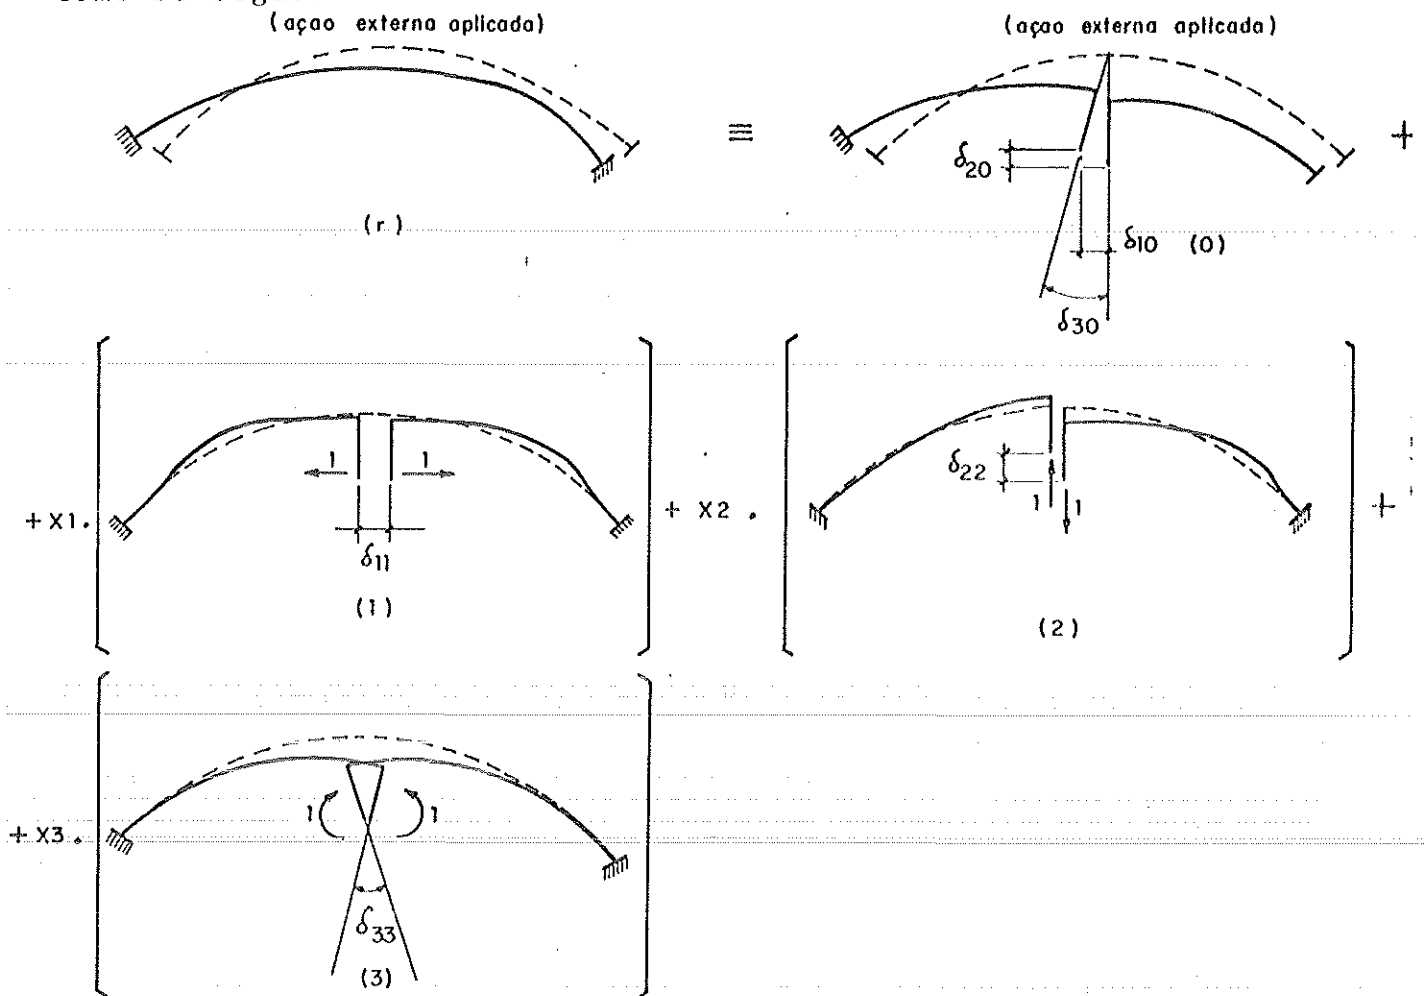 (açao externa aplicada)
(açao externa aplicada)
≡
+
δ20
(r)
δ10 (0)
δ30
+ X1.
1
1
δ11
(1)
+ X2 .
δ22
1
1
(2)
+
+ X3.
1
1
δ33
(3)